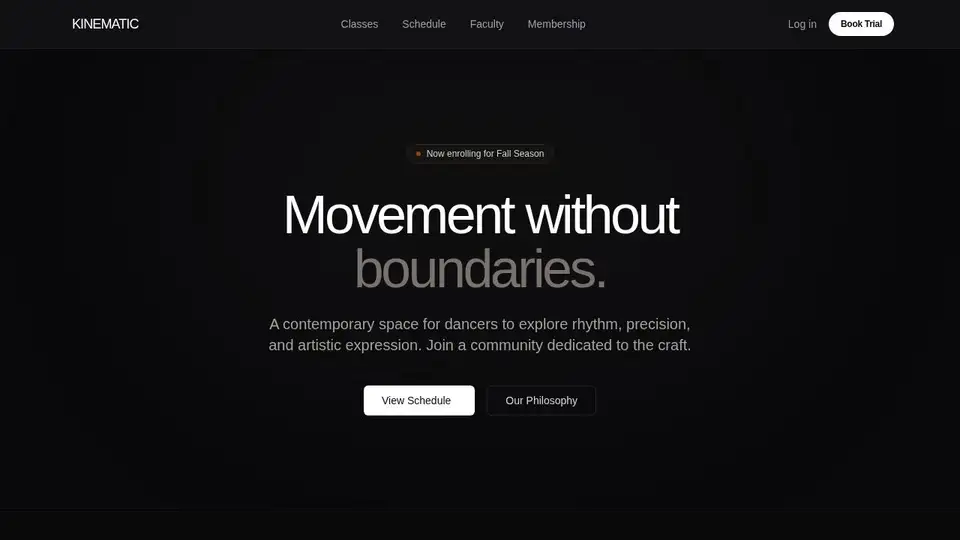 KINEMATIC
Classes
Schedule
Faculty
Membership
Log in
Book Trial
Now enrolling for Fall Season
Movement without
boundaries.
A contemporary space for dancers to explore rhythm, precision,
and artistic expression. Join a community dedicated to the craft.
View Schedule
Our Philosophy